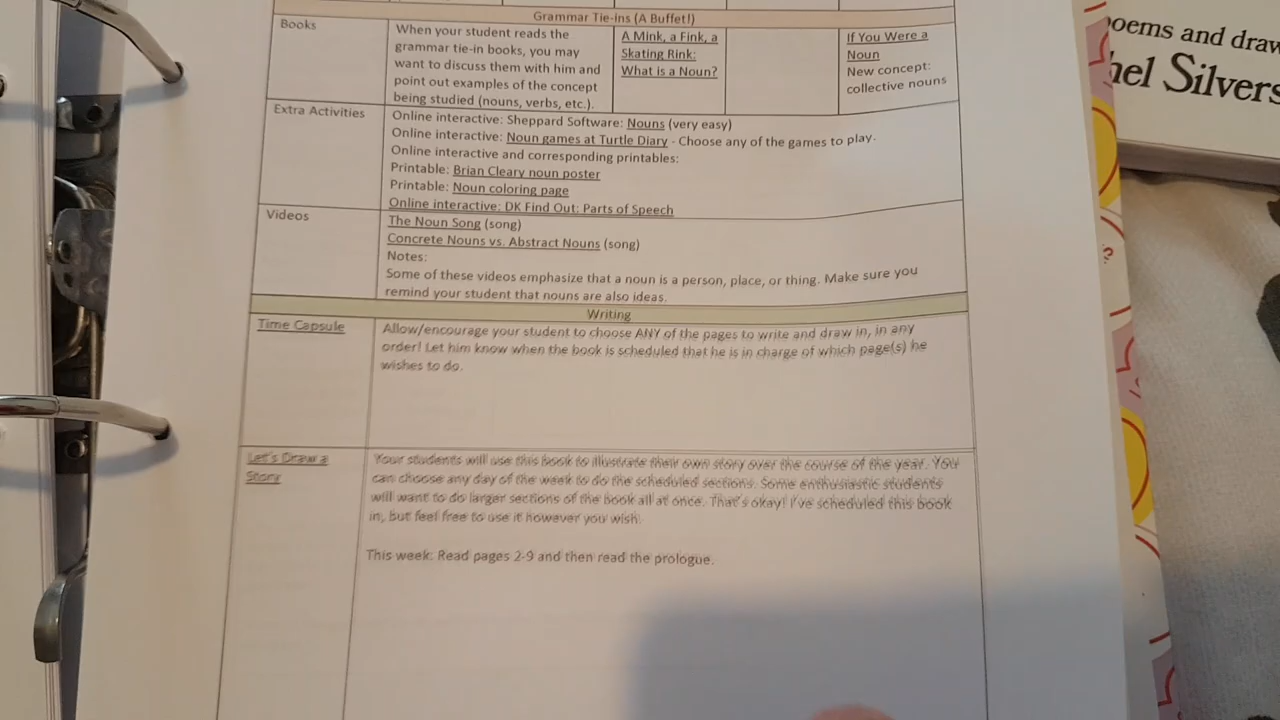 Grammar Tie-ins (A Buffet!)
Books
When your student reads the
grammar tie-in books, you may
want to discuss them with him and
point out examples of the concept
being studied (nouns, verbs, etc.).
A Mink, a Fink, a
Skating Rink:
What is a Noun?
If You Were a
Noun
New concept:
collective nouns
Extra Activities
Online interactive: Sheppard Software: Nouns (very easy)
Online interactive: Noun games at Turtle Diary - Choose any of the games to play.
Online interactive and corresponding printables:
Printable: Brian Cleary noun poster
Printable: Noun coloring page
Online interactive: DK Find Out: Parts of Speech
Videos
The Noun Song (song)
Concrete Nouns vs. Abstract Nouns (song)
Notes:
Some of these videos emphasize that a noun is a person, place, or thing. Make sure you
remind your student that nouns are also ideas.
Writing
Time Capsule
Allow/encourage your student to choose ANY of the pages to write and draw in, in any
order! Let him know when the book is scheduled that he is in charge of which page(s) he
wishes to do.
Let's Draw a
Story
Your students will use this book to illustrate their own story over the course of the year. You
can choose any day of the week to do the scheduled sections. Some enthusiastic students
will want to do larger sections of the book all at once. That's okay! I've scheduled this book
in, but feel free to use it however you wish.
This week: Read pages 2-9 and then read the prologue.
oems and draw
el Silvers